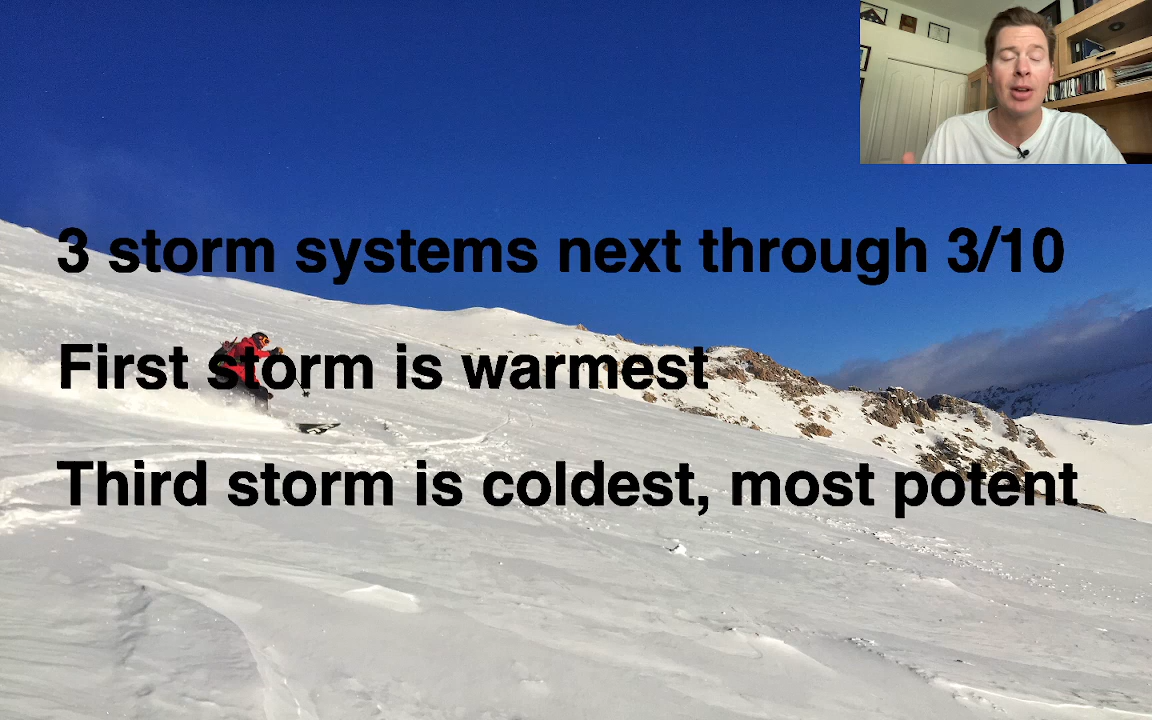 3 storm systems next through 3/10
First storm is warmest
Third storm is coldest, most potent